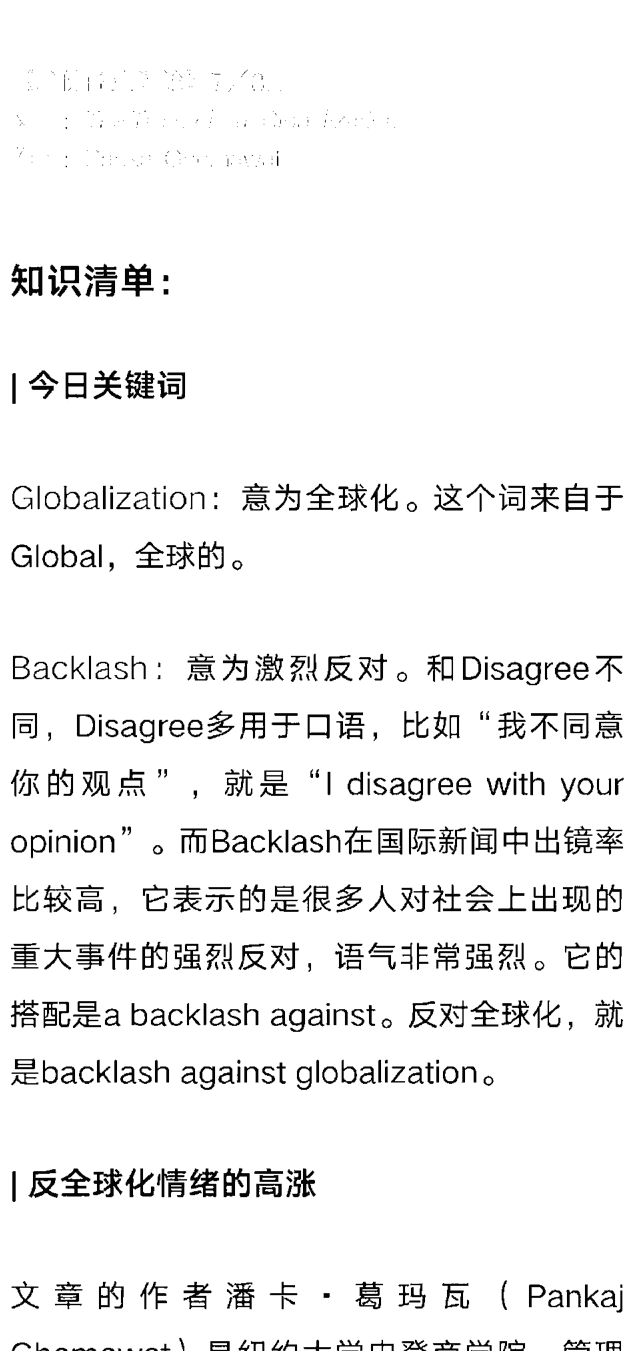 知识清单：
| 今日关键词
Globalization：意为全球化。这个词来自于
Global，全球的。
Backlash：意为激烈反对。和Disagree不
同，Disagree多用于口语，比如“我不同意
你的观点”，就是“I disagree with your
opinion”。而Backlash在国际新闻中出镜率
比较高，它表示的是很多人对社会上出现的
重大事件的强烈反对，语气非常强烈。它的
搭配是a backlash against。反对全球化，就
是backlash against globalization。
| 反全球化情绪的高涨
文章的作者潘卡·葛玛瓦（Pankaj